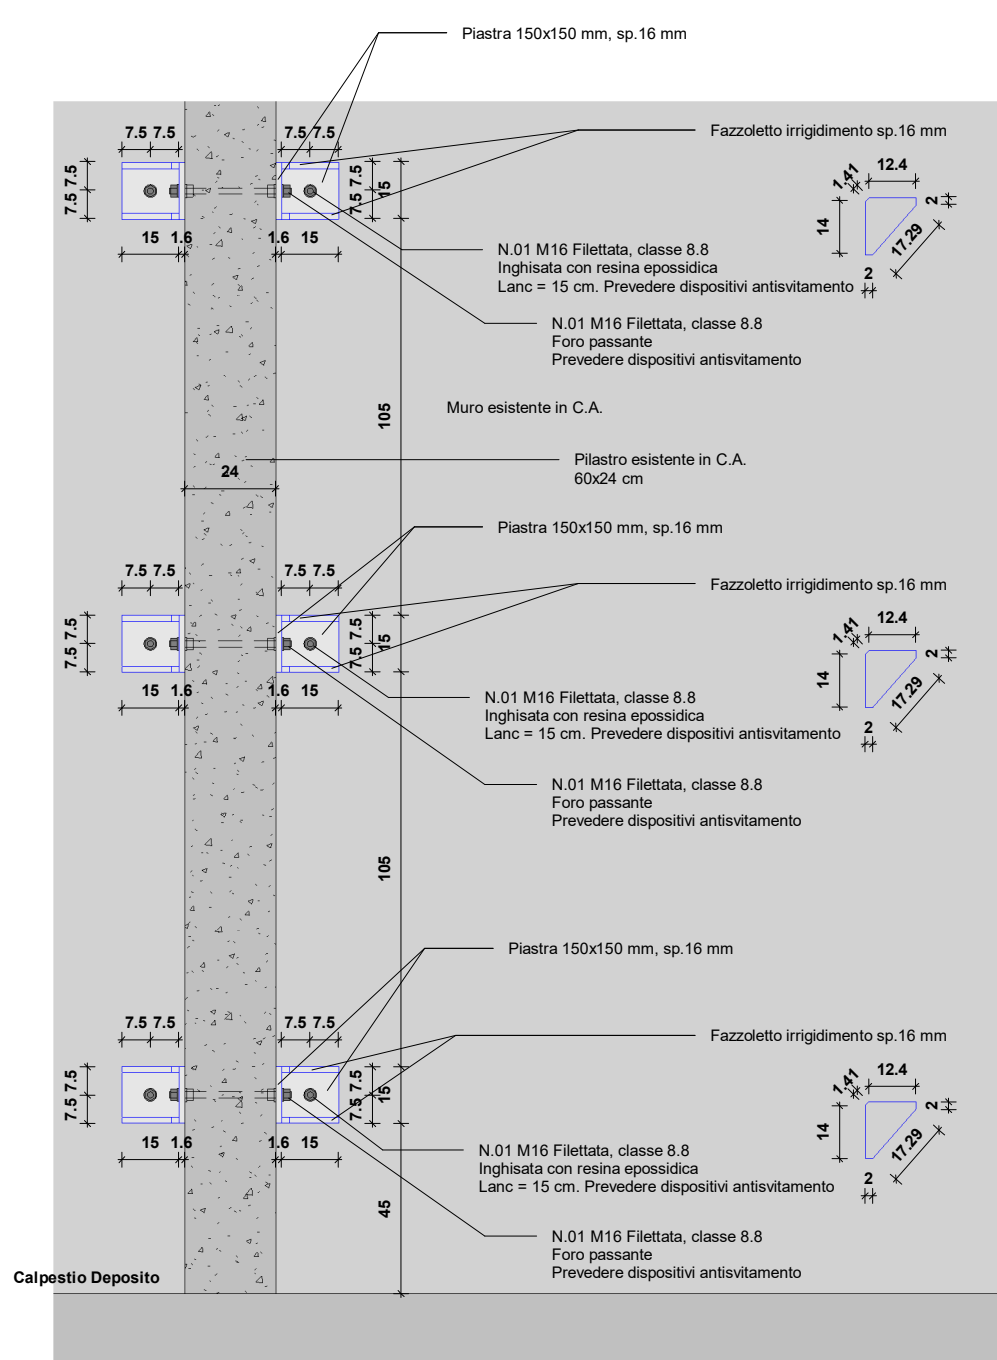 Piastra 150x150 mm, sp.16 mm
7.5 7.5
7.5 7.5
Fazzoletto irrigidimento sp.16 mm
7.5
7.5
7.5
7.5
15
1.41
12.4
2
14
17.29
2
15 1.6
1.6 15
N.01 M16 Filettata, classe 8.8
Inghisata con resina epossidica
Lanc = 15 cm. Prevedere dispositivi antisvitamento
N.01 M16 Filettata, classe 8.8
Foro passante
Prevedere dispositivi antisvitamento
105
Muro esistente in C.A.
Pilastro esistente in C.A.
60x24 cm
24
Piastra 150x150 mm, sp.16 mm
7.5 7.5
7.5 7.5
Fazzoletto irrigidimento sp.16 mm
7.5
7.5
7.5
7.5
15
1.41
12.4
2
14
17.29
2
15 1.6
1.6 15
N.01 M16 Filettata, classe 8.8
Inghisata con resina epossidica
Lanc = 15 cm. Prevedere dispositivi antisvitamento
N.01 M16 Filettata, classe 8.8
Foro passante
Prevedere dispositivi antisvitamento
105
Piastra 150x150 mm, sp.16 mm
7.5 7.5
7.5 7.5
Fazzoletto irrigidimento sp.16 mm
7.5
7.5
7.5
7.5
15
1.41
12.4
2
14
17.29
2
15 1.6
1.6 15
N.01 M16 Filettata, classe 8.8
Inghisata con resina epossidica
Lanc = 15 cm. Prevedere dispositivi antisvitamento
45
N.01 M16 Filettata, classe 8.8
Foro passante
Prevedere dispositivi antisvitamento
Calpestio Deposito